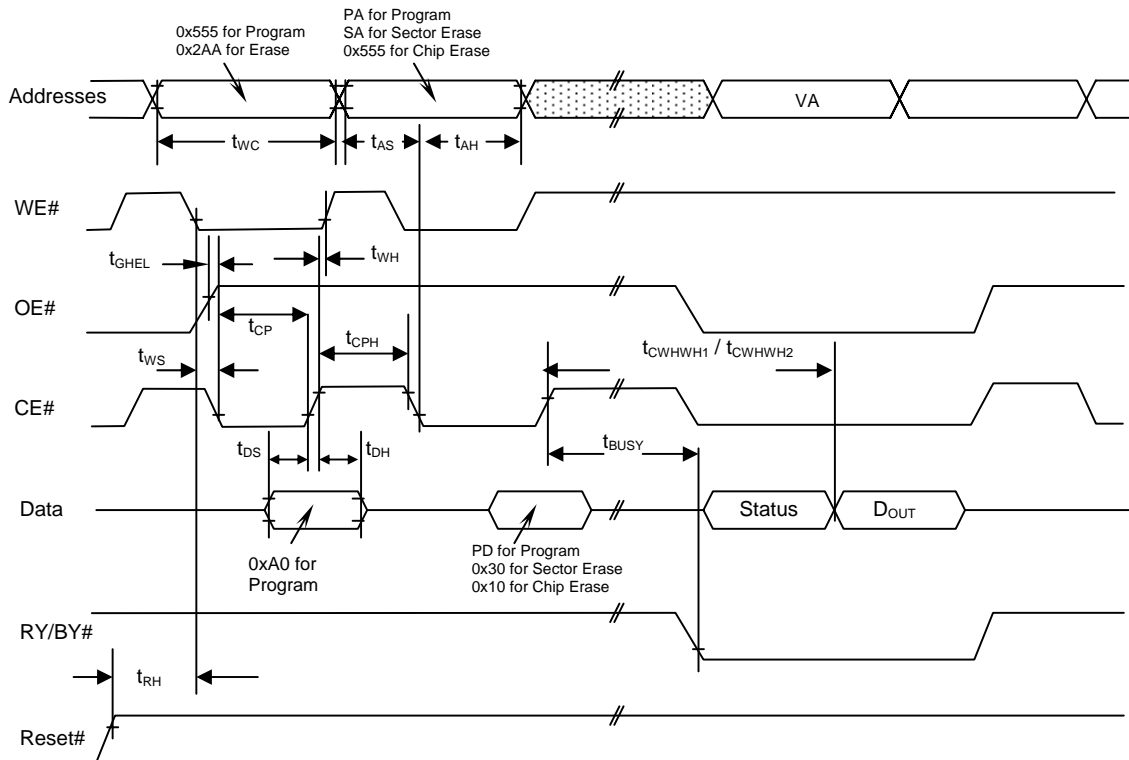 0x555 for Program
0x2AA for Erase
PA for Program
SA for Sector Erase
0x555 for Chip Erase
Addresses
VA
tWC
tAS
tAH
WE#
tGHEL
tWH
OE#
tCP
tCPH
tWS
tCWHWH1 / tCWHWH2
CE#
tDS
tDH
tBUSY
Data
Status
DOUT
0xA0 for
Program
PD for Program
0x30 for Sector Erase
0x10 for Chip Erase
RY/BY#
tRH
Reset#